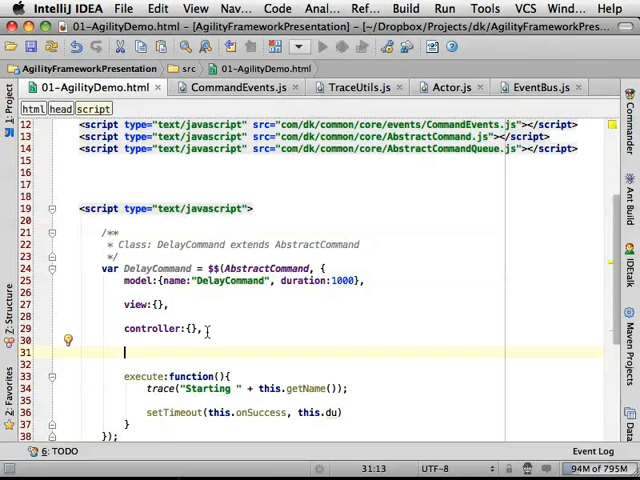 IntelliJ IDEA File Edit View Navigate Code Anal... Ref... Build Run Tools VCS Window
01-AgilityDemo.html - [AgilityFrameworkPresentation] - [~/Dropbox/Projects/dk/AgilityFrameworkPres...
AgilityFrameworkPresentation src 01-AgilityDemo.html
01-AgilityDemo.html CommandEvents.js TraceUtils.js Actor.js EventBus.js
html head script
12 <script type="text/javascript" src="com/dk/common/core/events/CommandEvents.js"></script>
13 <script type="text/javascript" src="com/dk/common/core/AbstractCommand.js"></script>
14 <script type="text/javascript" src="com/dk/common/core/AbstractCommandQueue.js"></script>
15
16
17
18
19 <script type="text/javascript">
20
21 /**
22 * Class: DelayCommand extends AbstractCommand
23 */
24 var DelayCommand = $$(AbstractCommand, {
25 model:{name:"DelayCommand", duration:1000},
26
27 view:{},
28
29 controller:{},
30
31
32
33 execute:function(){
34 trace("Starting " + this.getName());
35
36 setTimeout(this.onSuccess, this.du)
37 }
38 });
1: Project
7: Structure
2: Favorites
Commander
Ant Build
IDEtalk
Maven Projects
Data
6: TODO Event Log
31:13 UTF-8 94M of 795M